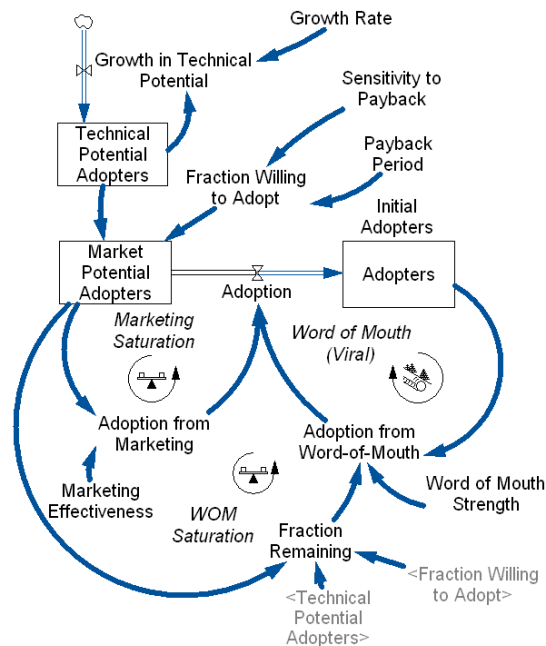 Growth Rate
Growth in Technical
Potential
Sensitivity to
Payback
Technical
Potential
Adopters
Payback
Period
Fraction Willing
to Adopt
Initial
Adopters
Market
Potential
Adopters
Adopters
Adoption
Marketing
Saturation
Word of Mouth
(Viral)
Adoption from
Marketing
Adoption from
Word-of-Mouth
Marketing
Effectiveness
WOM
Saturation
Word of Mouth
Strength
Fraction
Remaining
<Fraction Willing
to Adopt>
<Technical
Potential
Adopters>